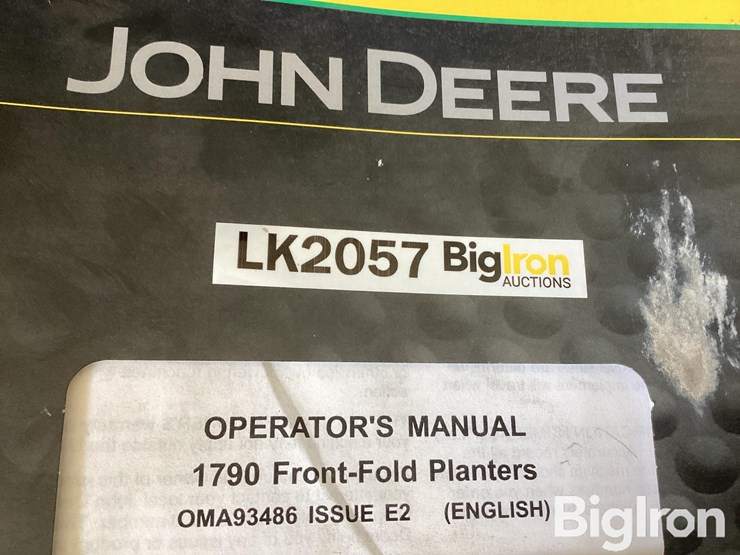 JOHN DEERE
LK2057 BigIron
AUCTIONS
OPERATOR'S MANUAL
1790 Front-Fold Planters
OMA93486 ISSUE E2 (ENGLISH)
BigIron